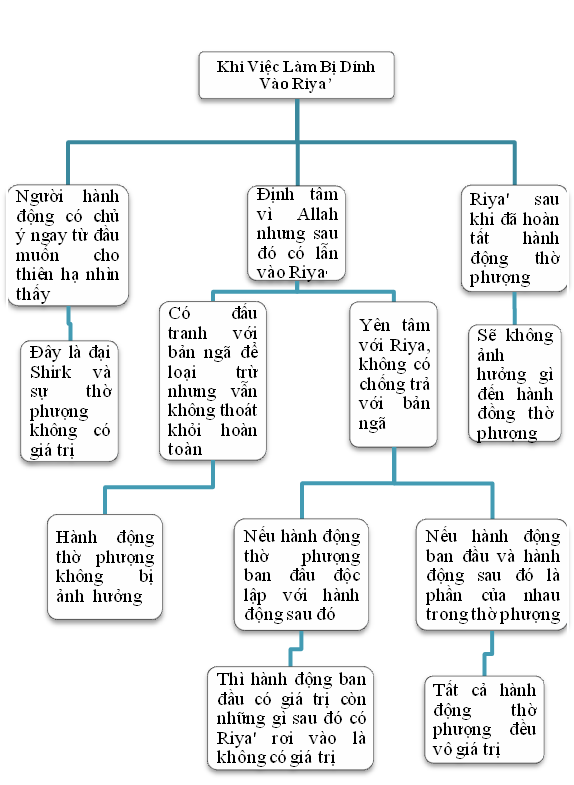 Khi Việc Làm Bị Dính
Vào Riya’
Người hành
động có chủ
ý ngay từ đầu
muốn cho
thiên hạ nhìn
thấy
Định tâm
vì Allah
nhưng sau
đó có lẫn
vào Riya'
Riya' sau
khi đã hoàn
tất hành
động thờ
phượng
Đây là đại
Shirk và
sự thờ
phượng
không có
giá trị
Có đấu
tranh với
bản ngã để
loại trừ
nhưng vẫn
không thoát
khỏi hoàn
toàn
Yên tâm
với Riya,
không có
chống trả
với bản
ngã
Sẽ không
ảnh
hưởng gì
đến hành
đồng thờ
phượng
Hành động
thờ phượng
không bị
ảnh hưởng
Nếu hành động
thờ phượng
ban đầu độc
lập với hành
động sau đó
Nếu hành động
ban đầu và hành
động sau đó là
phần của nhau
trong thờ phượng
Thì hành động ban
đầu có giá trị còn
những gì sau đó có
Riya' rơi vào là
không có giá trị
Tất cả hành
động thờ
phượng đều
vô giá trị